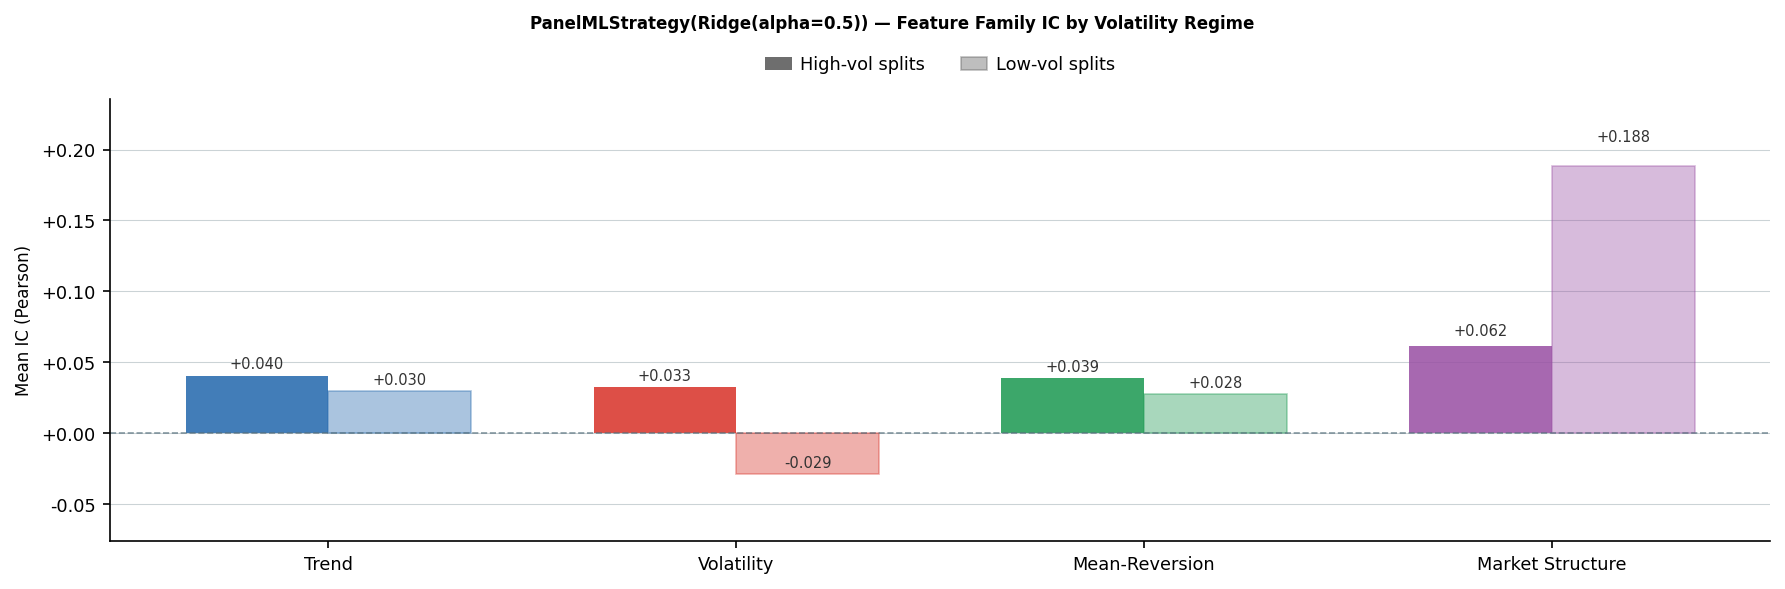 PanelMLStrategy(Ridge(alpha=0.5)) — Feature Family IC by Volatility Regime
High-vol splits
Low-vol splits
Mean IC (Pearson)
+0.20
+0.15
+0.10
+0.05
+0.00
-0.05
+0.040
+0.030
+0.033
-0.029
+0.039
+0.028
+0.062
+0.188
Trend
Volatility
Mean-Reversion
Market Structure